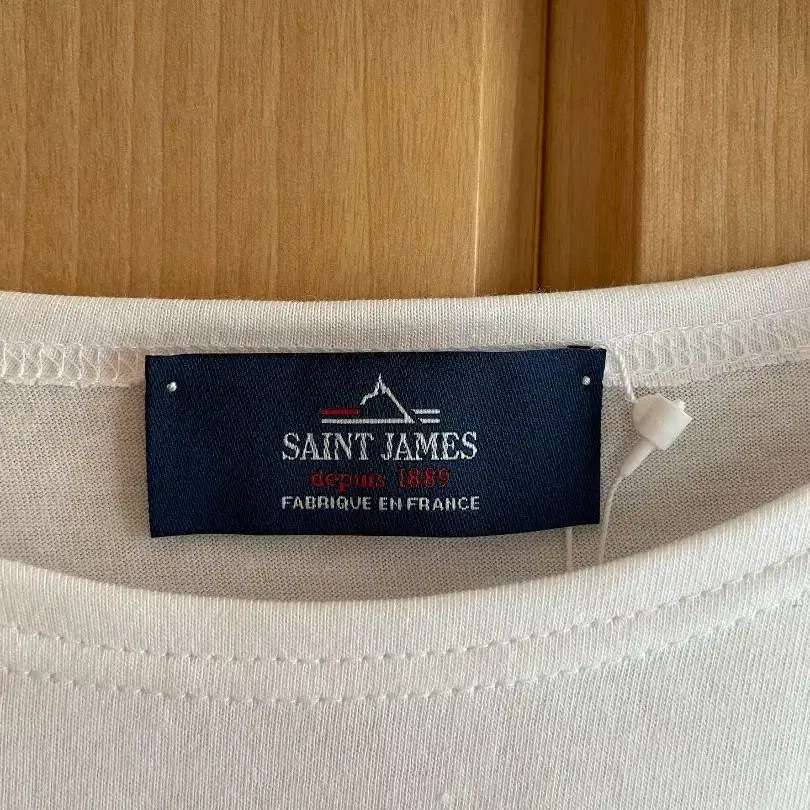 SAINT JAMES
depuis 1889
FABRIQUE EN FRANCE